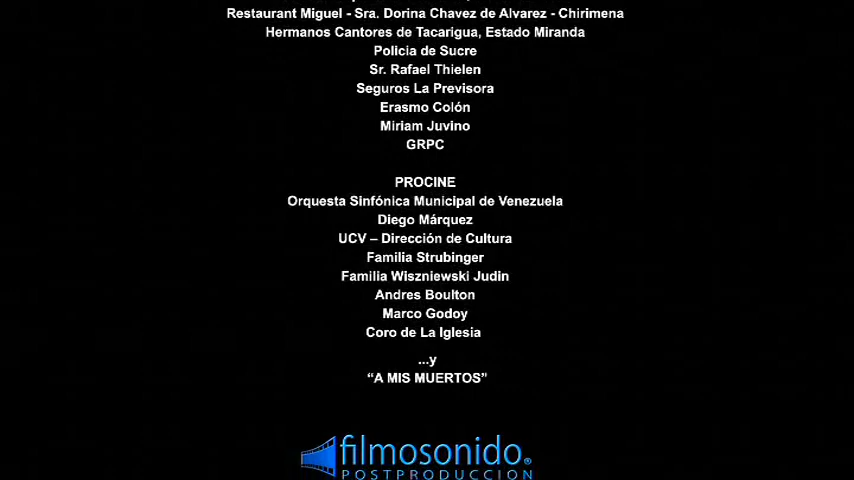 Restaurant Miguel - Sra. Dorina Chavez de Alvarez - Chirimena
Hermanos Cantores de Tacarigua, Estado Miranda
Policia de Sucre
Sr. Rafael Thielen
Seguros La Previsora
Erasmo Colón
Miriam Juvino
GRPC
PROCINE
Orquesta Sinfónica Municipal de Venezuela
Diego Márquez
UCV – Dirección de Cultura
Familia Strubinger
Familia Wiszniewski Judin
Andres Boulton
Marco Godoy
Coro de La Iglesia
...y
“A MIS MUERTOS”
filmosonido®
POSTPRODUCCION